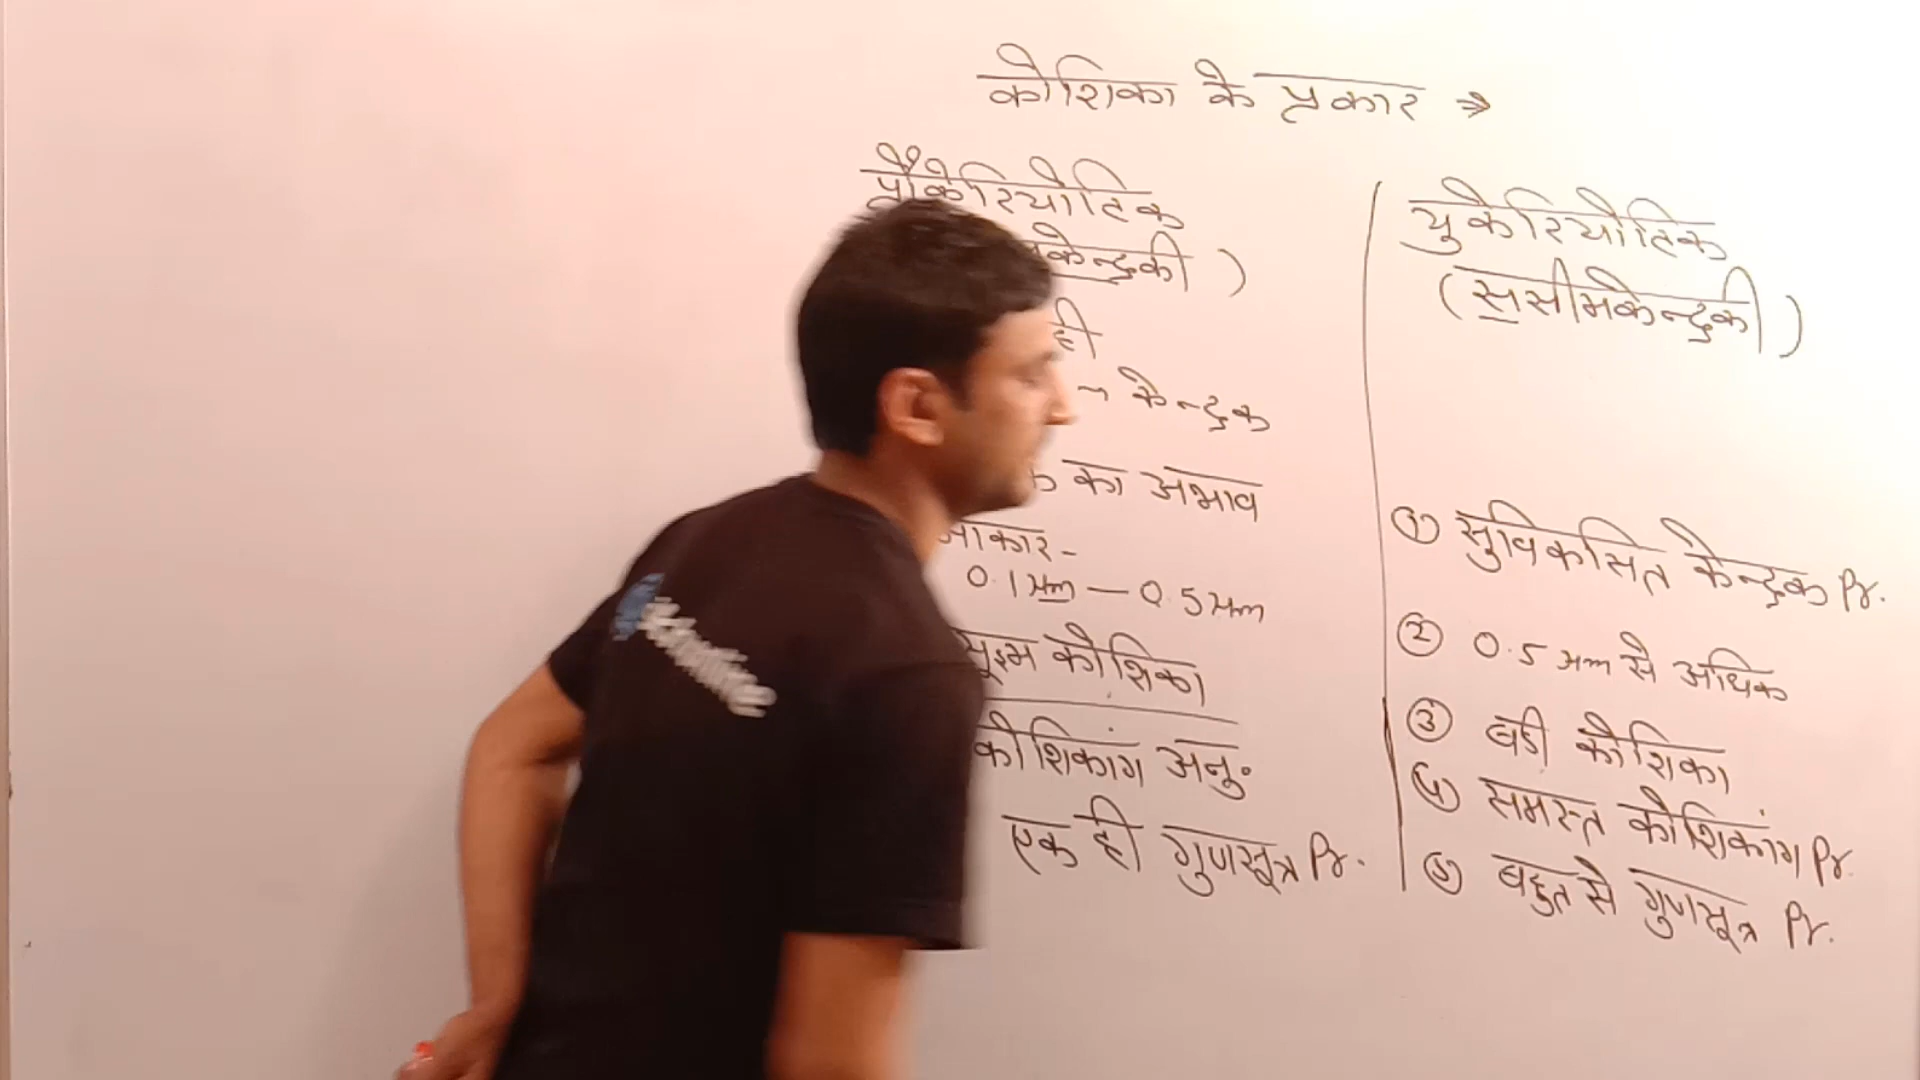 कोशिका के प्रकार ⇒
प्रोकेरियोटिक
केन्द्रकी )
ही
केन्द्रक
का अभाव
आकार-
0.1 μm — 0.5 μm
सूक्ष्म कोशिका
कोशिकांग अनु॰
एक ही गुणसूत्र Pr.
युकेरियोटिक
(ससीमकेन्द्रकी)
① सुविकसित केन्द्रक Pr.
② 0.5 μm से अधिक
③ बडी कोशिका
④ समस्त कोशिकांग Pr.
⑤ बहुत से गुणसूत्र Pr.